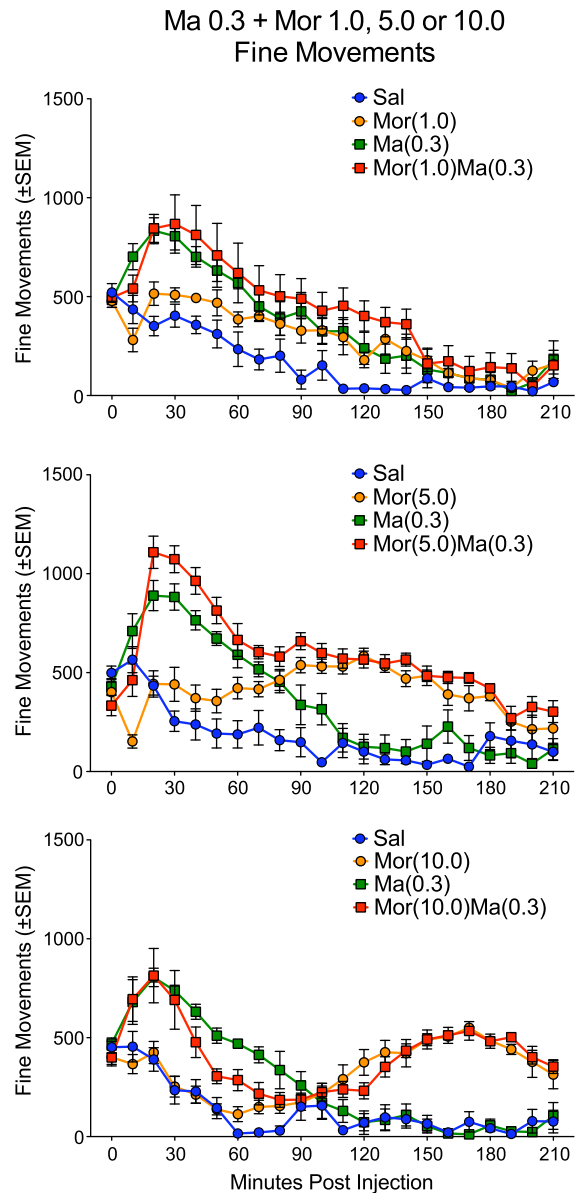 Ma 0.3 + Mor 1.0, 5.0 or 10.0
Fine Movements
Fine Movements (±SEM)
1500
1000
500
0
Sal
Mor(1.0)
Ma(0.3)
Mor(1.0)Ma(0.3)
0 30 60 90 120 150 180 210
Fine Movements (±SEM)
1500
1000
500
0
Sal
Mor(5.0)
Ma(0.3)
Mor(5.0)Ma(0.3)
0 30 60 90 120 150 180 210
Fine Movements (±SEM)
1500
1000
500
0
Sal
Mor(10.0)
Ma(0.3)
Mor(10.0)Ma(0.3)
0 30 60 90 120 150 180 210
Minutes Post Injection